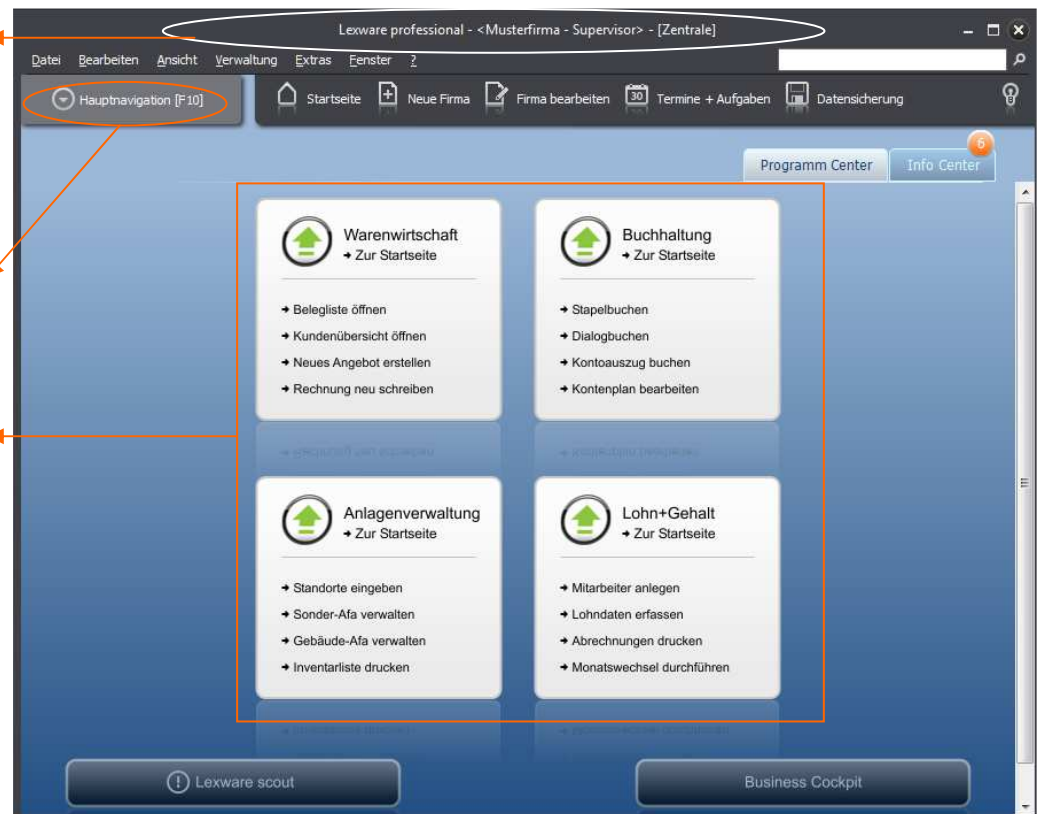 Lexware professional - <Musterfirma - Supervisor> - [Zentrale]
Datei Bearbeiten Ansicht Verwaltung Extras Fenster ?
Hauptnavigation [F10] Startseite Neue Firma Firma bearbeiten 30 Termine + Aufgaben Datensicherung
6
Programm Center Info Center
Warenwirtschaft
Zur Startseite
Belegliste öffnen
Kundenübersicht öffnen
Neues Angebot erstellen
Rechnung neu schreiben
Buchhaltung
Zur Startseite
Stapelbuchen
Dialogbuchen
Kontoauszug buchen
Kontenplan bearbeiten
Anlagenverwaltung
Zur Startseite
Standorte eingeben
Sonder-Afa verwalten
Gebäude-Afa verwalten
Inventarliste drucken
Lohn+Gehalt
Zur Startseite
Mitarbeiter anlegen
Lohndaten erfassen
Abrechnungen drucken
Monatswechsel durchführen
Lexware scout
Business Cockpit